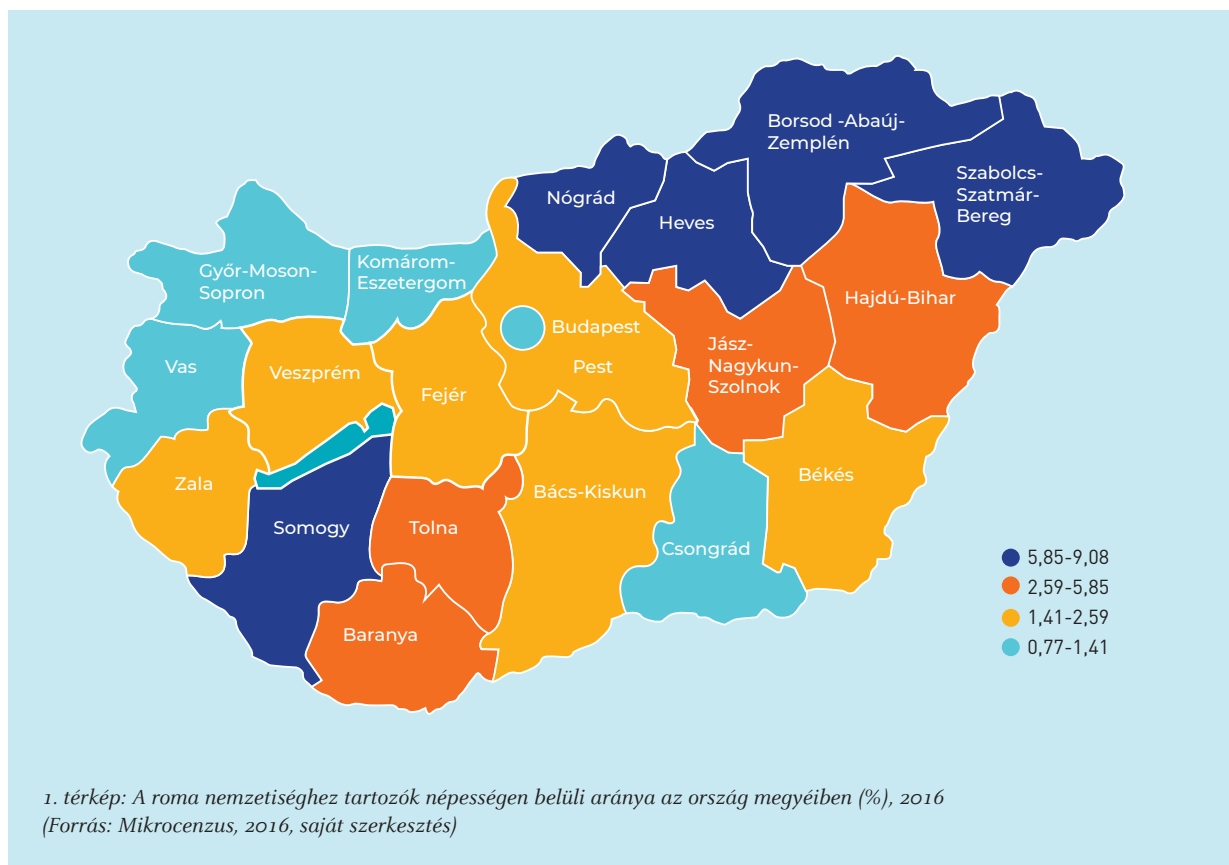 Borsod -Abaúj-
Zemplén
Szabolcs-
Szatmár-
Bereg
Nógrád
Heves
Győr-Moson-
Sopron
Komárom-
Eszetergom
Hajdú-Bihar
Budapest
Pest
Jász-
Nagykun-
Szolnok
Vas
Veszprém
Fejér
Zala
Bács-Kiskun
Békés
Somogy
Tolna
Csongrád
Baranya
5,85-9,08
2,59-5,85
1,41-2,59
0,77-1,41
1. térkép: A roma nemzetiséghez tartozók népességen belüli aránya az ország megyéiben (%), 2016
(Forrás: Mikrocenzus, 2016, saját szerkesztés)